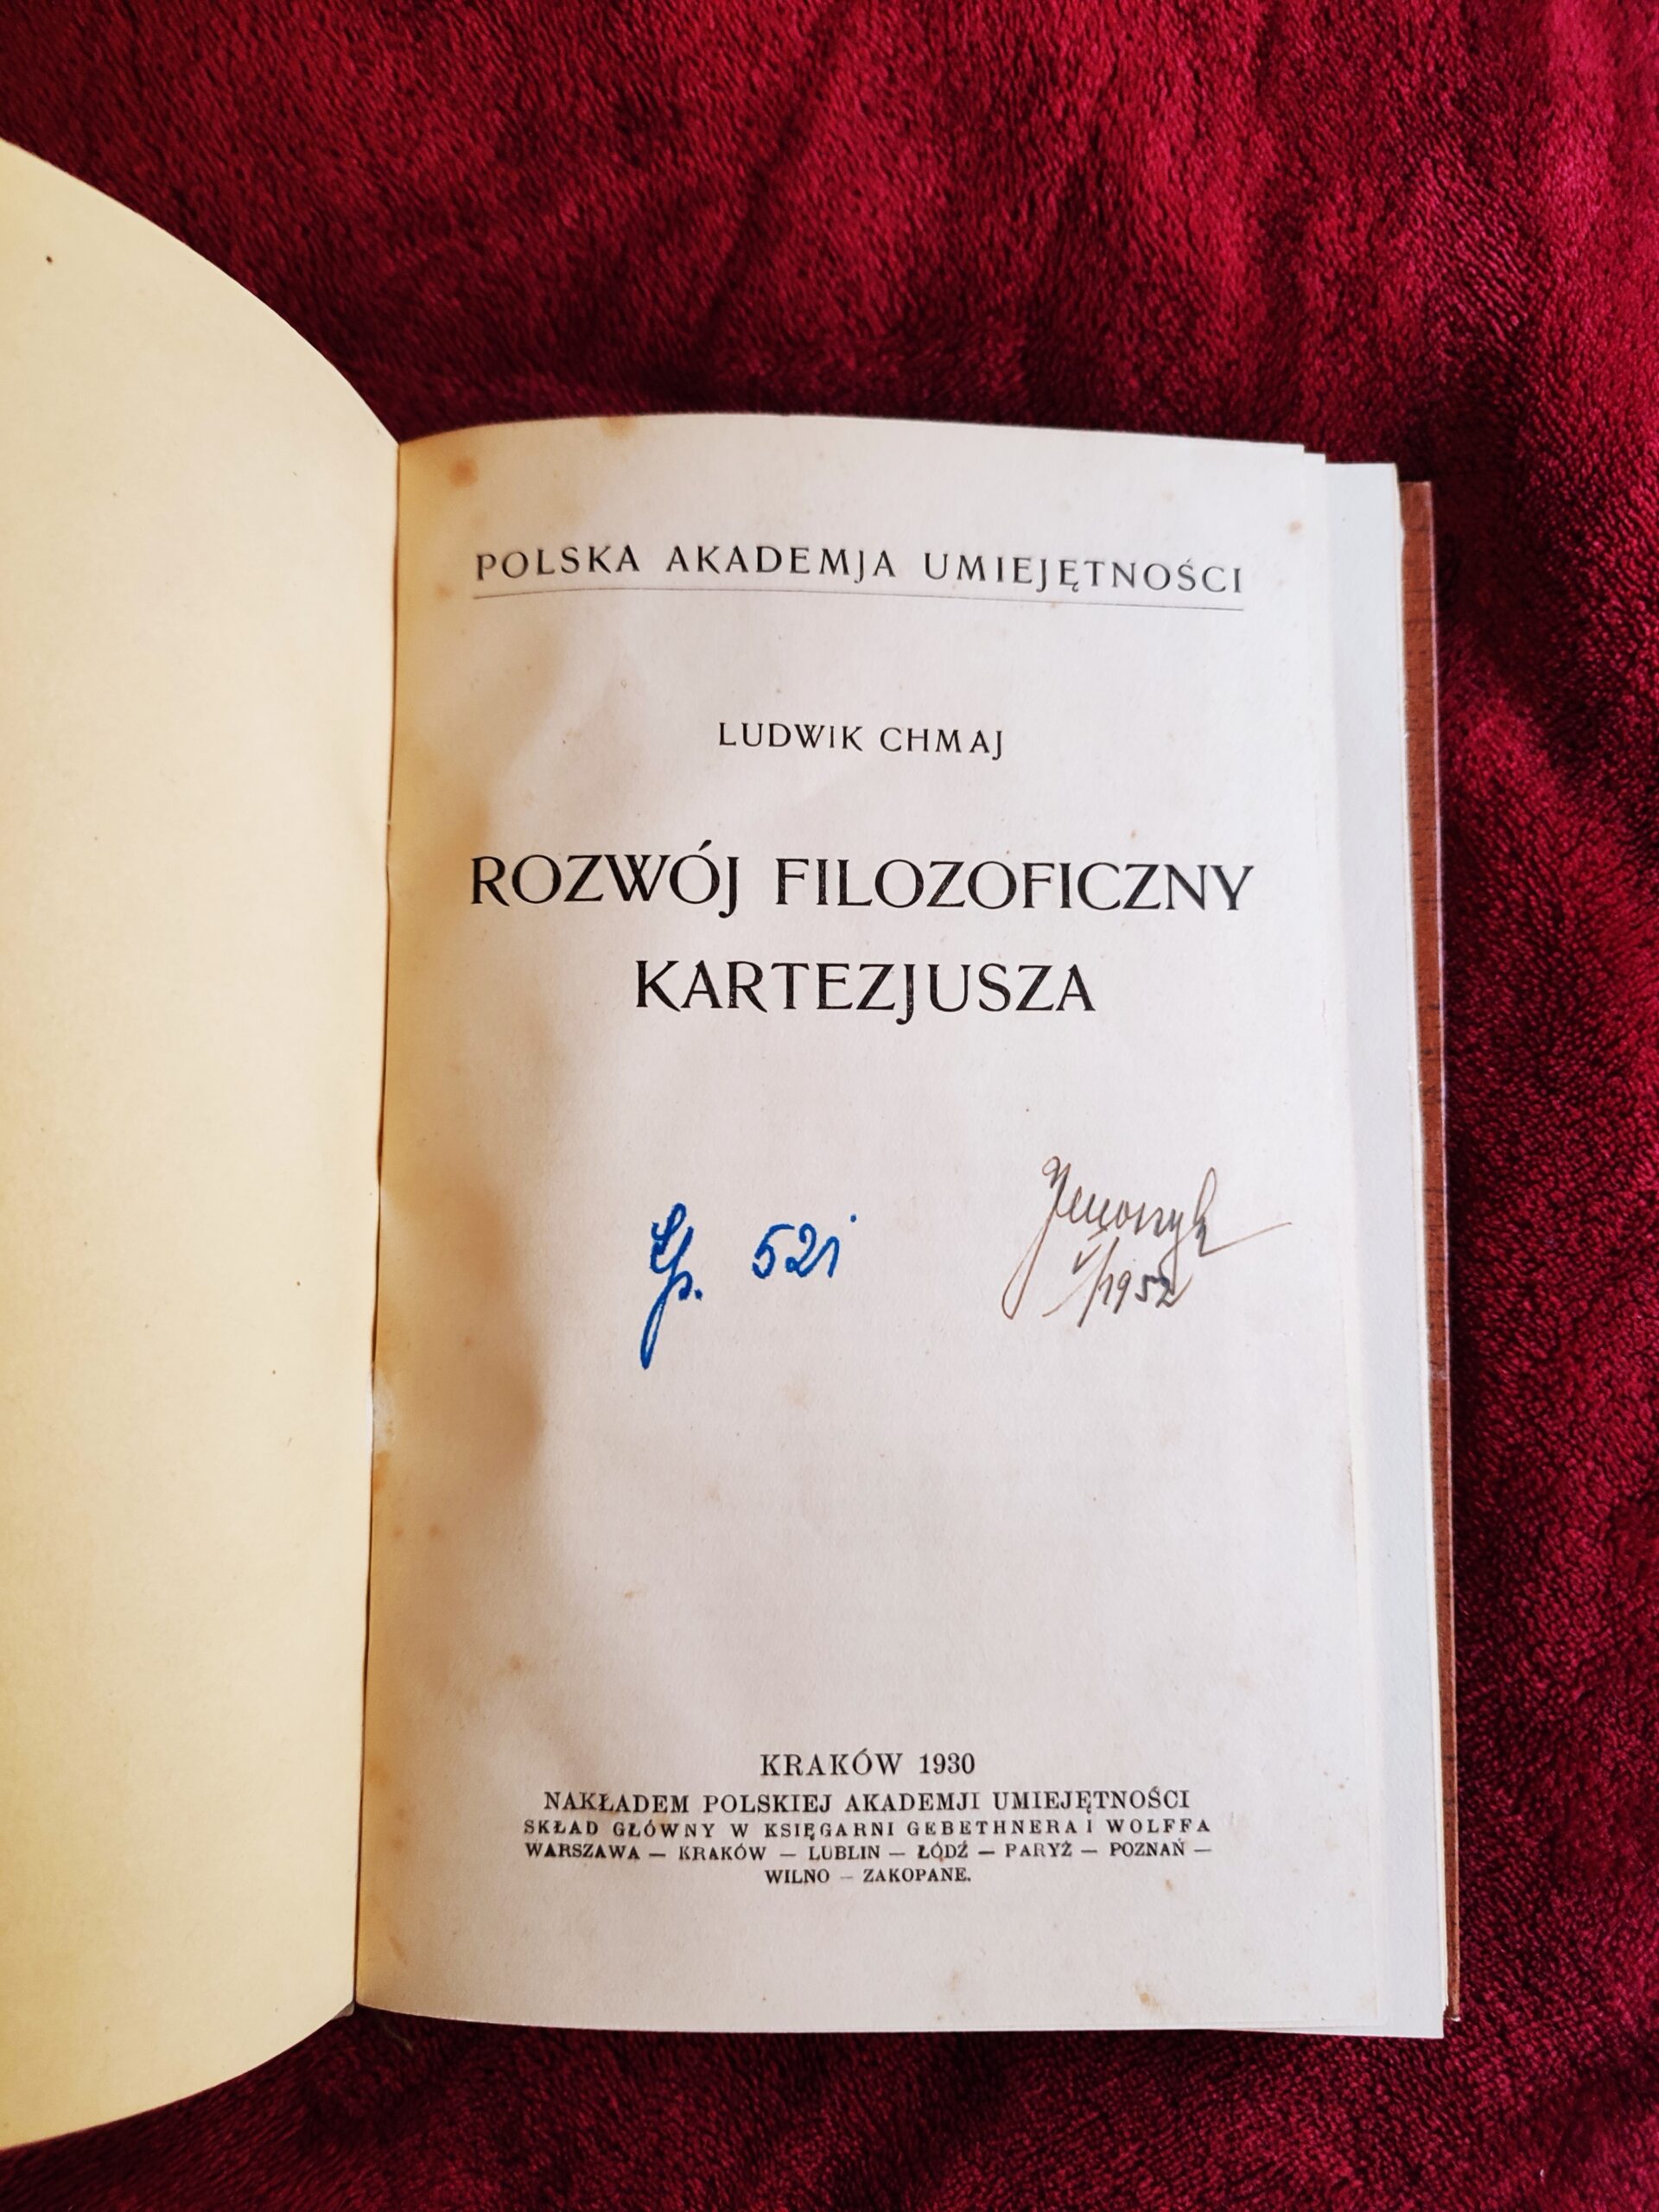 POLSKA AKADEMJA UMIEJĘTNOŚCI
LUDWIK CHMAJ
ROZWÓJ FILOZOFICZNY
KARTEZJUSZA
521
V/1952
KRAKÓW 1930
NAKŁADEM POLSKIEJ AKADEMJI UMIEJĘTNOŚCI
SKŁAD GŁÓWNY W KSIĘGARNI GEBETHNERA I WOLFFA
WARSZAWA — KRAKÓW — LUBLIN — ŁÓDŹ — PARYŻ — POZNAŃ —
WILNO — ZAKOPANE.